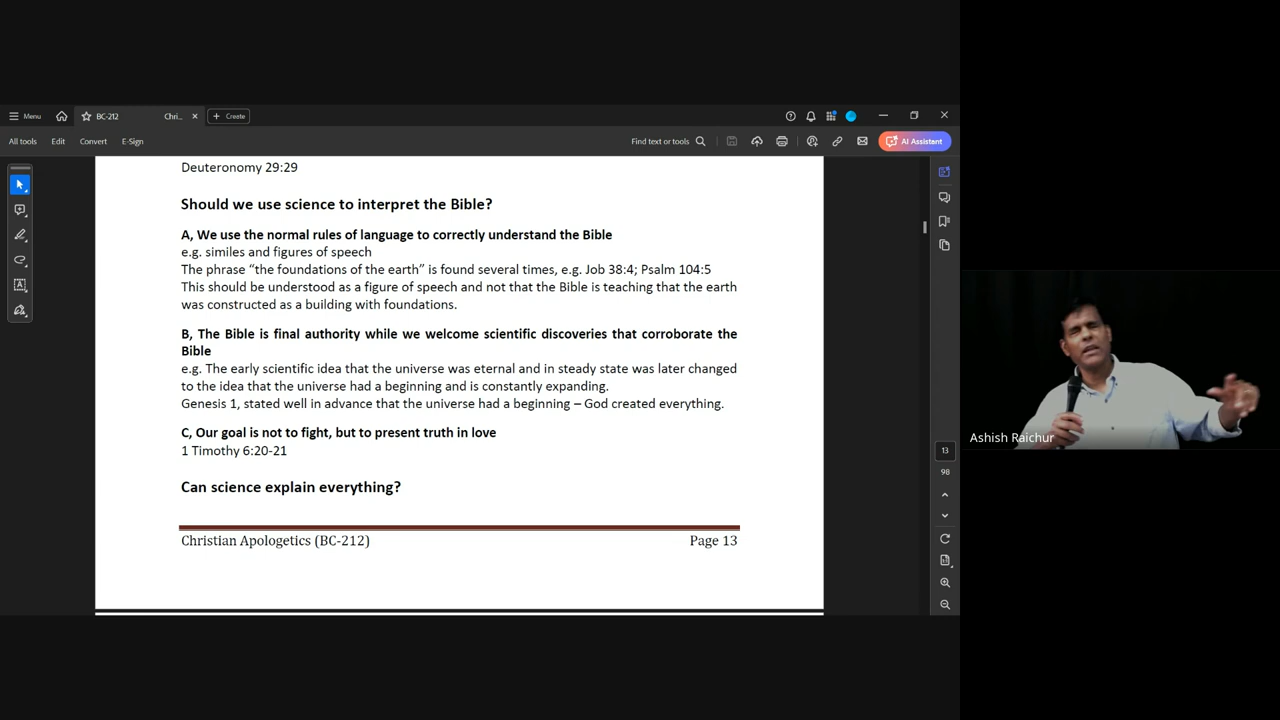 Menu
BC-212
Chri...
Create
All tools
Edit
Convert
E-Sign
Find text or tools
AI Assistant
Deuteronomy 29:29
Should we use science to interpret the Bible?
A, We use the normal rules of language to correctly understand the Bible
e.g. similes and figures of speech
The phrase “the foundations of the earth” is found several times, e.g. Job 38:4; Psalm 104:5
This should be understood as a figure of speech and not that the Bible is teaching that the earth
was constructed as a building with foundations.
B, The Bible is final authority while we welcome scientific discoveries that corroborate the
Bible
e.g. The early scientific idea that the universe was eternal and in steady state was later changed
to the idea that the universe had a beginning and is constantly expanding.
Genesis 1, stated well in advance that the universe had a beginning – God created everything.
C, Our goal is not to fight, but to present truth in love
1 Timothy 6:20-21
Can science explain everything?
Christian Apologetics (BC-212)
Page 13
13
98
Ashish Raichur